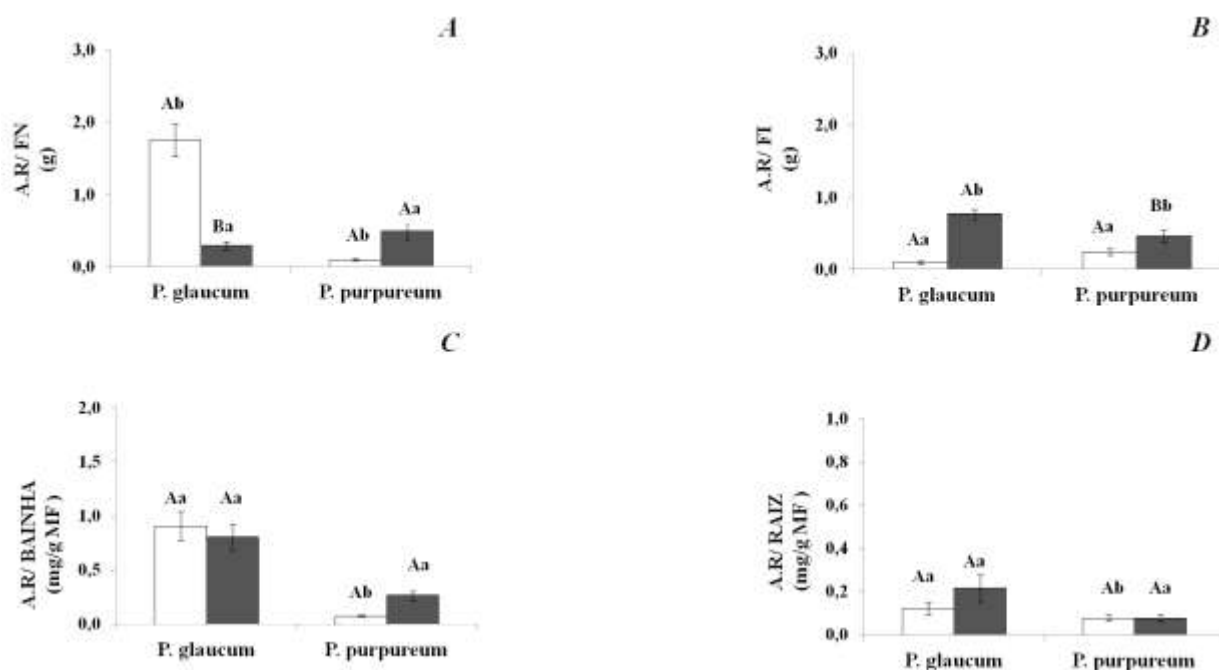 A
3,0
2,0
1,0
0,0
A.R/ FN
(g)
Ab
Ba
Ab
Aa
P. glaucum
P. purpureum
B
3,0
2,0
1,0
0,0
A.R/ FI
(g)
Aa
Ab
Aa
Bb
P. glaucum
P. purpureum
C
2,0
1,5
1,0
0,5
0,0
A.R/ BAINHA
(mg/g MF )
Aa
Aa
Ab
Aa
P. glaucum
P. purpureum
D
1,0
0,8
0,6
0,4
0,2
0,0
A.R/ RAIZ
(mg/g MF )
Aa
Aa
Ab
Aa
P. glaucum
P. purpureum